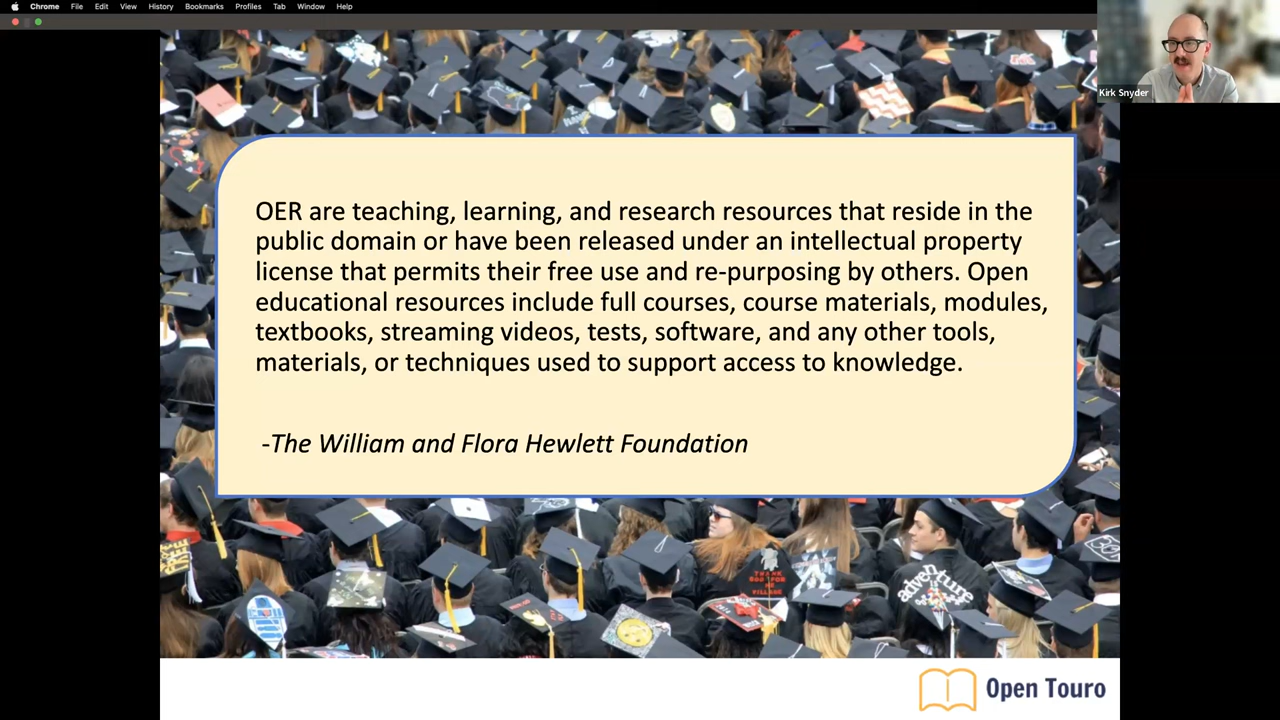 Chrome File Edit View History Bookmarks Profiles Tab Window Help
Kirk Snyder
OER are teaching, learning, and research resources that reside in the
public domain or have been released under an intellectual property
license that permits their free use and re-purposing by others. Open
educational resources include full courses, course materials, modules,
textbooks, streaming videos, tests, software, and any other tools,
materials, or techniques used to support access to knowledge.
-The William and Flora Hewlett Foundation
adventure
Open Touro